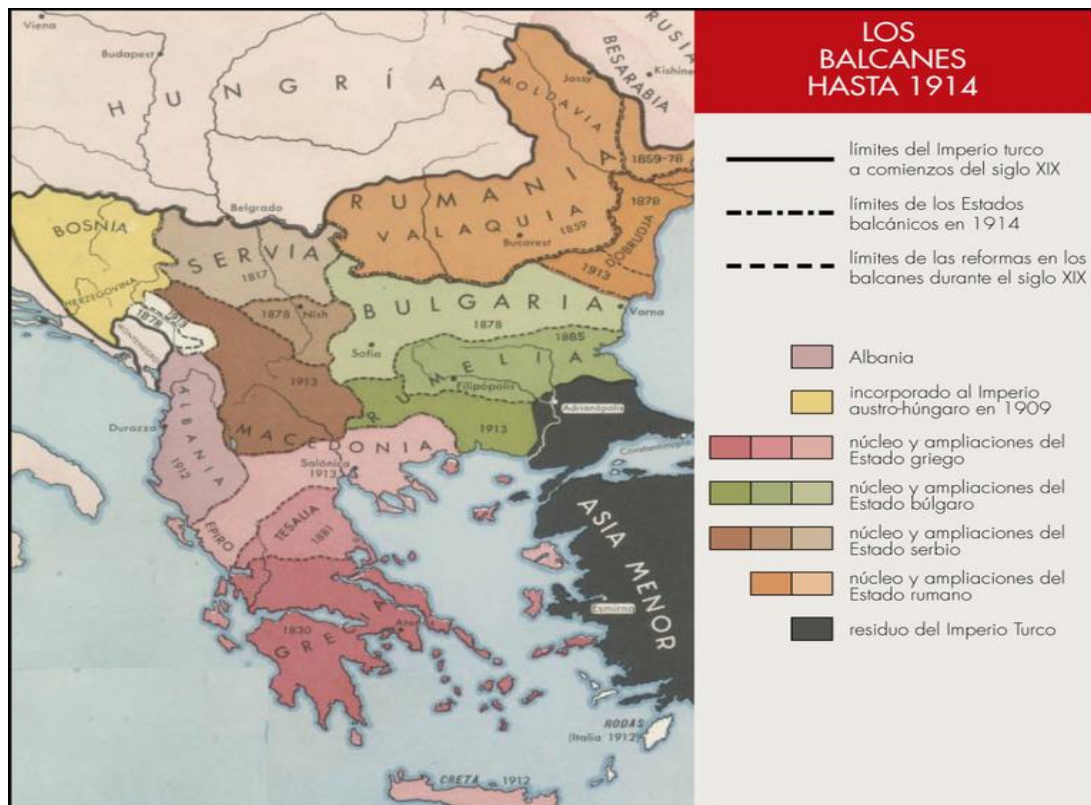 LOS
BALCANES
HASTA 1914
límites del Imperio turco
a comienzos del siglo XIX
límites de los Estados
balcánicos en 1914
límites de las reformas en los
balcanes durante el siglo XIX
Albania
incorporado al Imperio
austro-húngaro en 1909
núcleo y ampliaciones del
Estado griego
núcleo y ampliaciones del
Estado búlgaro
núcleo y ampliaciones del
Estado serbio
núcleo y ampliaciones del
Estado rumano
residuo del Imperio Turco
Viena
Budapest
HUNGRÍA
RUSIA
BESARABIA
Kishine
Jassy
MOLDAVIA
1859-78
RUMANIA
VALAQUIA
1859
Bucarest
1878
DOBRUDJA
1913
Belgrado
BOSNIA
HERZEGOVINA
SERVIA
1817
1878
Nish
1913
1878
MONTENEGRO
BULGARIA
1878
Varna
Sofía
1885
RUMELIA
Filipópolis
Adrianópolis
1913
1913
MACEDONIA
ALBANIA
1912
Durazzo
Salónica
1913
Constantinopla
EPIRO
TESALIA
1881
ASIA MENOR
Esmirna
1830
GRECIA
Aten
RODAS
(Italia 1912)
CRETA - 1912